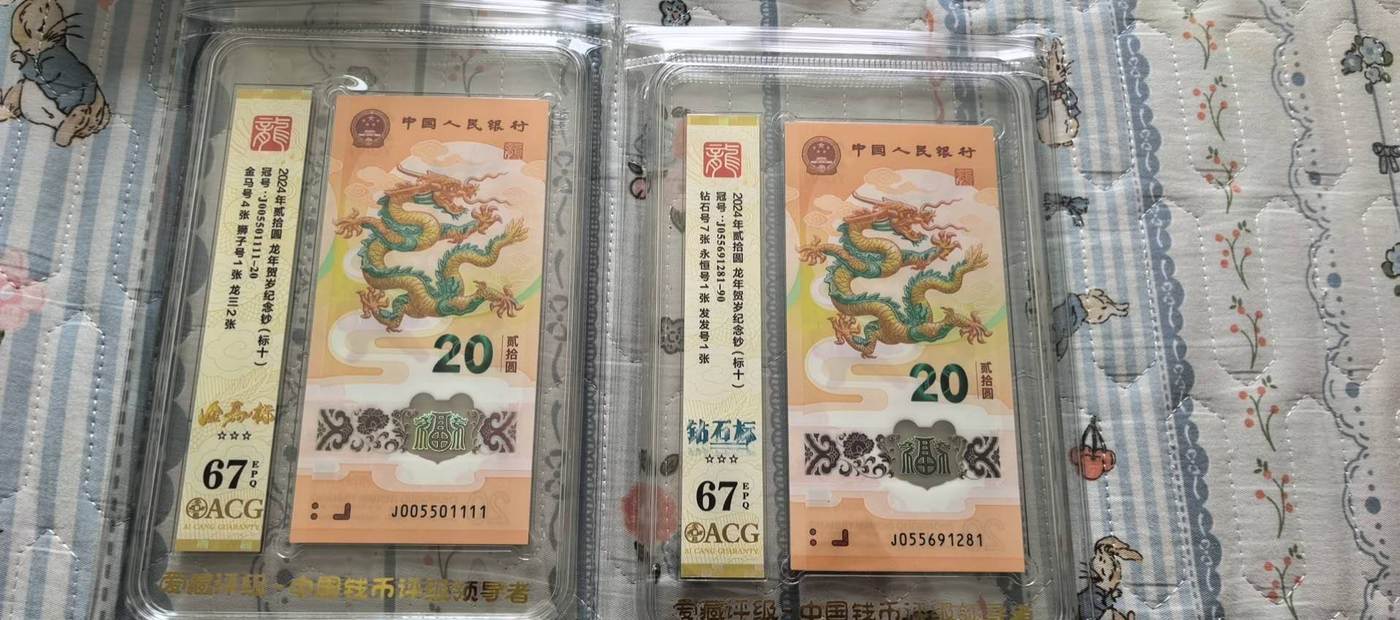 龍
2024年贰拾圆 龙年贺岁纪念钞(标十)
冠号:J005501111-20
金马号4张 狮子号1张 龙三2张
金马标
☆☆☆
67
EPQ
ACG
AI CANG GUARANTY
中国人民银行
龍
20
贰拾圆
福
J005501111
爱藏评级-中国钱币评级领导者
龍
2024年贰拾圆 龙年贺岁纪念钞(标十)
冠号:J055691281-90
钻石号7张 永恒号1张 发发号1张
钻石标
☆☆☆
67
EPQ
ACG
AI CANG GUARANTY
中国人民银行
龍
20
贰拾圆
福
J055691281
爱藏评级-中国钱币评级领导者